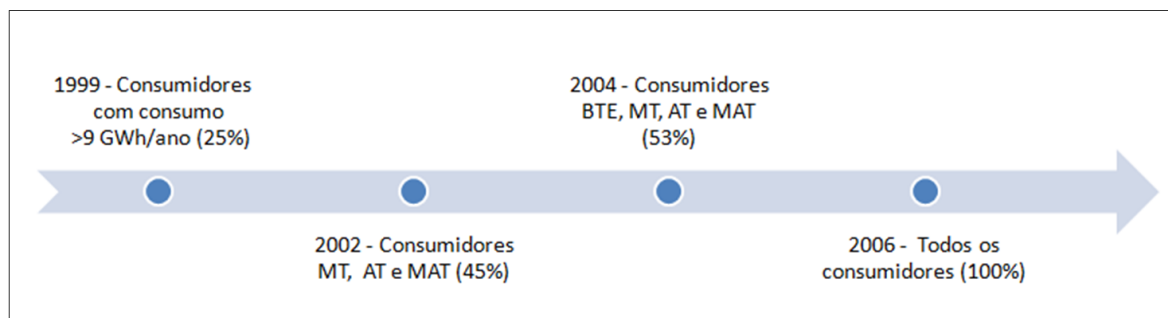 1999 - Consumidores
com consumo
>9 GWh/ano (25%)
2002 - Consumidores
MT, AT e MAT (45%)
2004 - Consumidores
BTE, MT, AT e MAT
(53%)
2006 - Todos os
consumidores (100%)